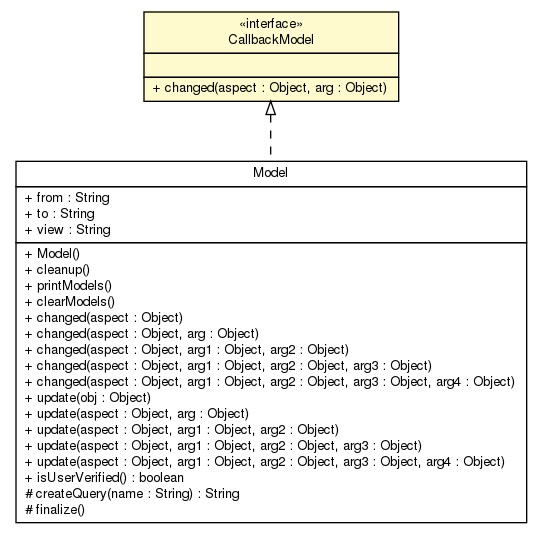 «interface»
CallbackModel
+ changed(aspect : Object, arg : Object)
Model
+ from : String
+ to : String
+ view : String
+ Model()
+ cleanup()
+ printModels()
+ clearModels()
+ changed(aspect : Object)
+ changed(aspect : Object, arg : Object)
+ changed(aspect : Object, arg1 : Object, arg2 : Object)
+ changed(aspect : Object, arg1 : Object, arg2 : Object, arg3 : Object)
+ changed(aspect : Object, arg1 : Object, arg2 : Object, arg3 : Object, arg4 : Object)
+ update(obj : Object)
+ update(aspect : Object, arg : Object)
+ update(aspect : Object, arg1 : Object, arg2 : Object)
+ update(aspect : Object, arg1 : Object, arg2 : Object, arg3 : Object)
+ update(aspect : Object, arg1 : Object, arg2 : Object, arg3 : Object, arg4 : Object)
+ isUserVerified() : boolean
# createQuery(name : String) : String
# finalize()